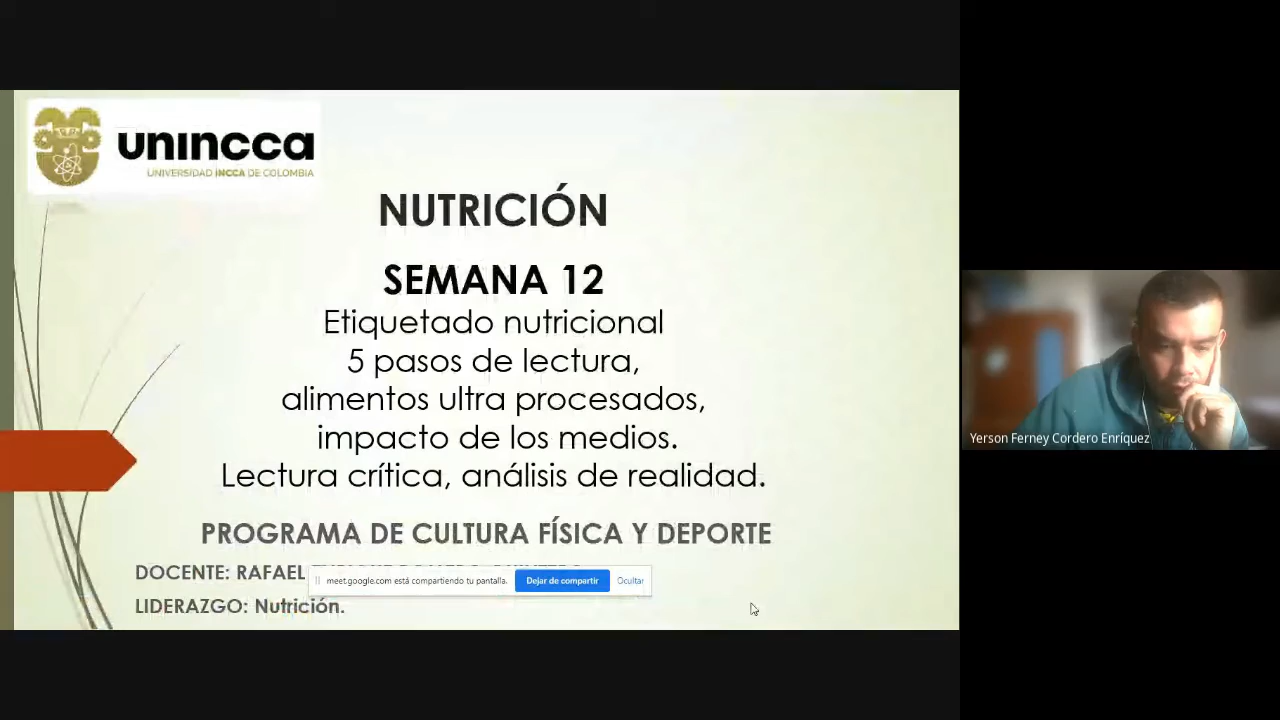 unincca
UNIVERSIDAD INCCA DE COLOMBIA
NUTRICIÓN
SEMANA 12
Etiquetado nutricional
5 pasos de lectura,
alimentos ultra procesados,
impacto de los medios.
Lectura crítica, análisis de realidad.
PROGRAMA DE CULTURA FÍSICA Y DEPORTE
DOCENTE: RAFAEL
meet.google.com está compartiendo tu pantalla. Dejar de compartir Ocultar
LIDERAZGO: Nutrición.
Yerson Ferney Cordero Enríquez